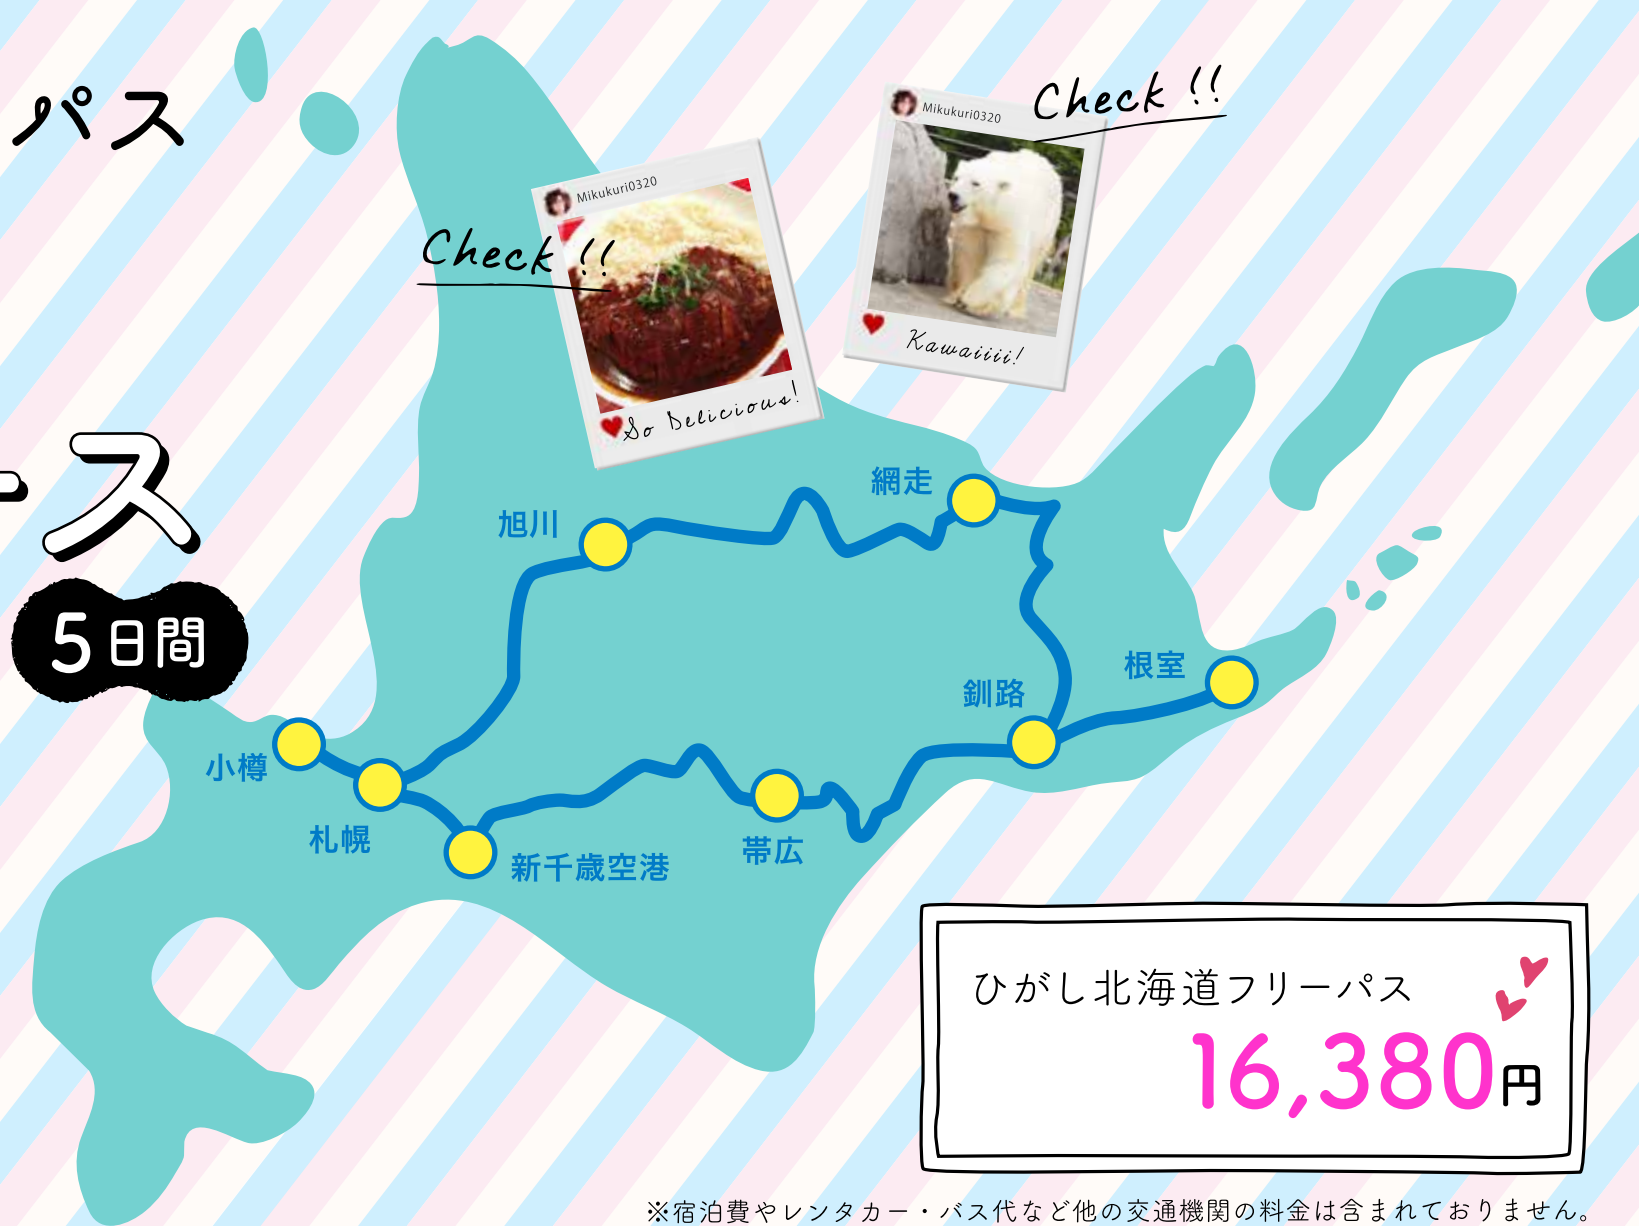 パス
ース
5日間
Mikukuri0320
Check !!
So Delicious!
Mikukuri0320
Check !!
Kawaiiii!
網走
旭川
根室
釧路
小樽
札幌
帯広
新千歳空港
ひがし北海道フリーパス
16,380円
※宿泊費やレンタカー・バス代など他の交通機関の料金は含まれておりません。